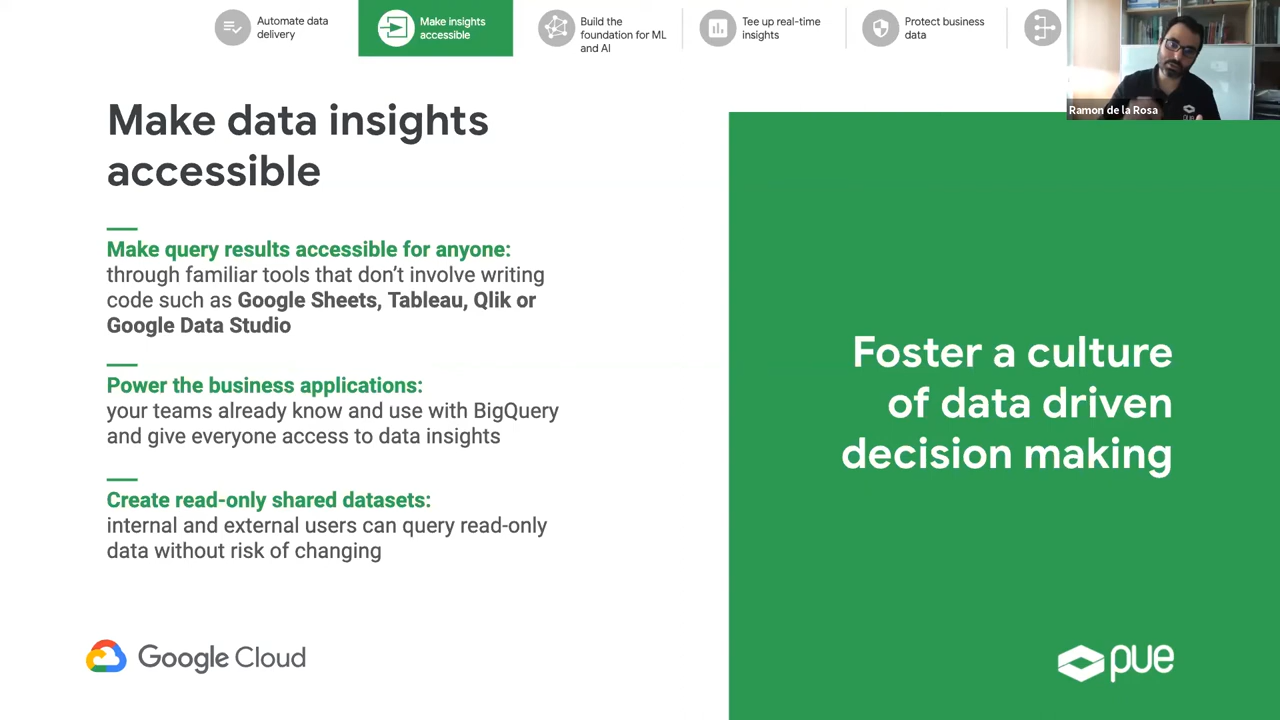 Automate data
delivery
Make insights
accessible
Build the
foundation for ML
and AI
Tee up real-time
insights
Protect business
data
Ramon de la Rosa
Make data insights
accessible
Make query results accessible for anyone:
through familiar tools that don't involve writing
code such as Google Sheets, Tableau, Qlik or
Google Data Studio
Power the business applications:
your teams already know and use with BigQuery
and give everyone access to data insights
Create read-only shared datasets:
internal and external users can query read-only
data without risk of changing
Foster a culture
of data driven
decision making
Google Cloud
pue